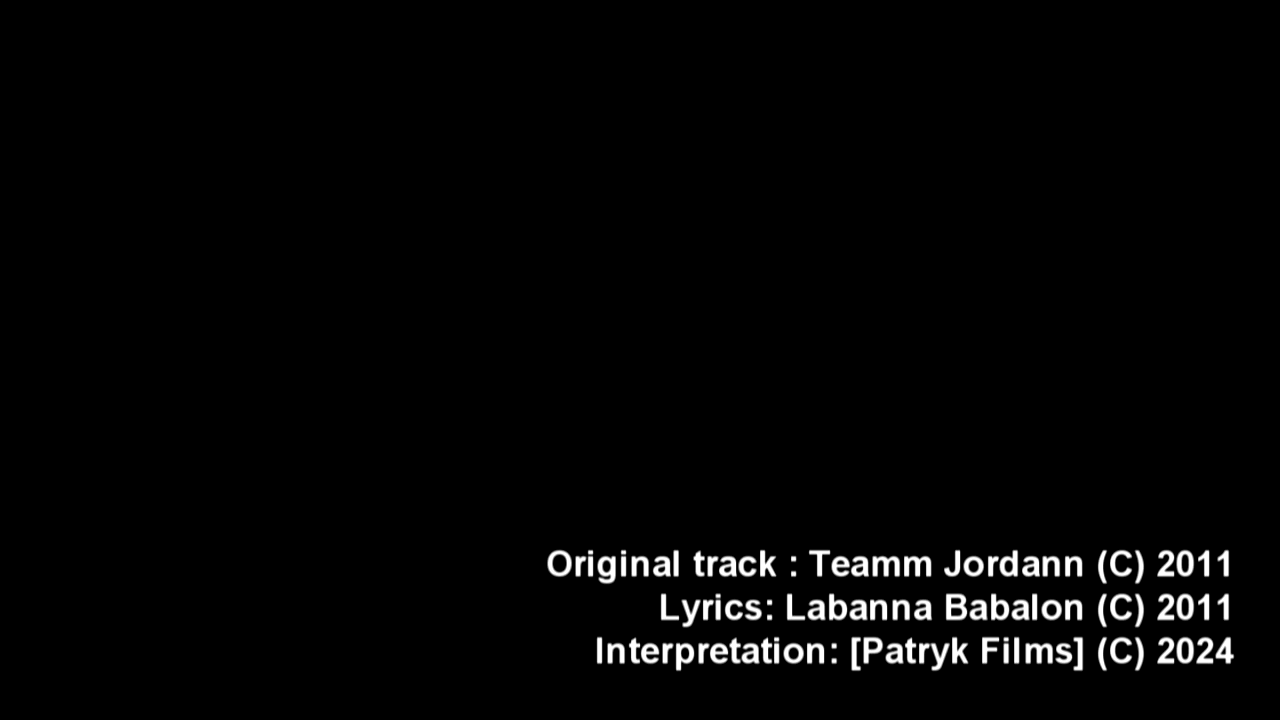 Original track : Teamm Jordann (C) 2011
Lyrics: Labanna Babalon (C) 2011
Interpretation: [Patryk Films] (C) 2024